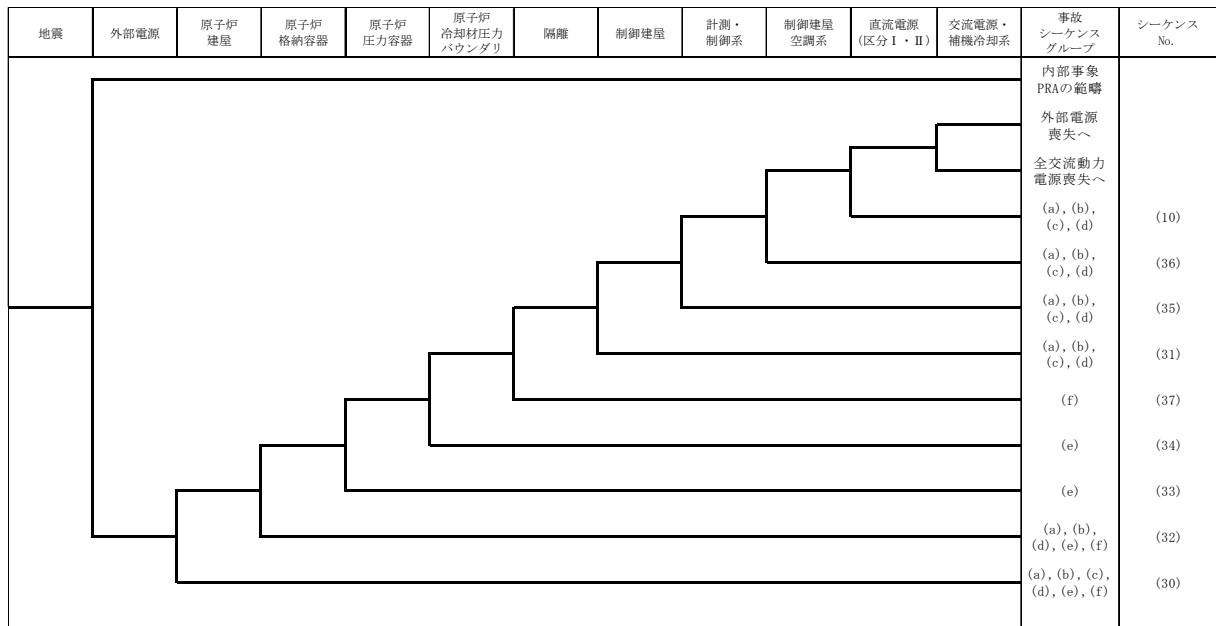 地震
外部電源
原子炉
建屋
原子炉
格納容器
原子炉
圧力容器
原子炉
冷却材圧力
バウンダリ
隔離
制御建屋
計測・
制御系
制御建屋
空調系
直流電源
(区分Ⅰ・Ⅱ)
交流電源・
補機冷却系
事故
シーケンス
グループ
シーケンス
No.
内部事象
PRAの範疇
外部電源
喪失へ
全交流動力
電源喪失へ
(a), (b),
(c), (d)
(10)
(a), (b),
(c), (d)
(36)
(a), (b),
(c), (d)
(35)
(a), (b),
(c), (d)
(31)
(f)
(37)
(e)
(34)
(e)
(33)
(a), (b),
(d), (e), (f)
(32)
(a), (b), (c),
(d), (e), (f)
(30)